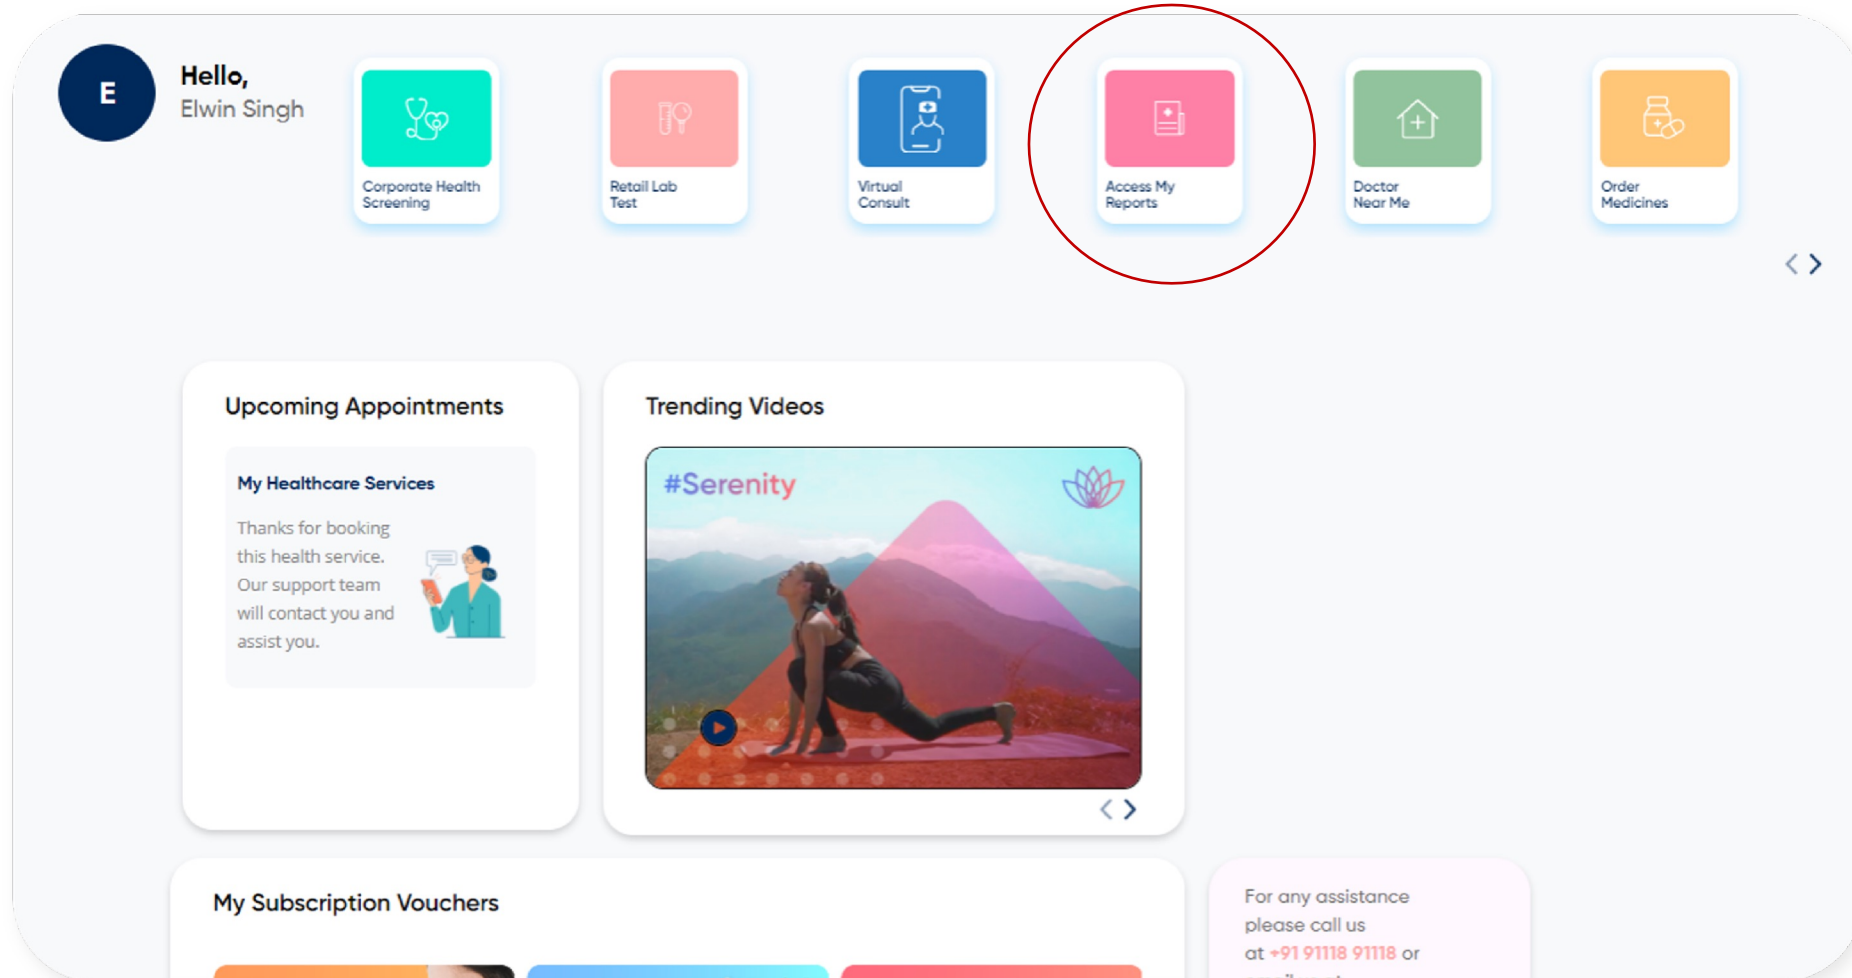 E
Hello,
Elwin Singh
Corporate Health
Screening
Retail Lab
Test
Virtual
Consult
Access My
Reports
Doctor
Near Me
Order
Medicines
Upcoming Appointments
My Healthcare Services
Thanks for booking
this health service.
Our support team
will contact you and
assist you.
Trending Videos
#Serenity
My Subscription Vouchers
For any assistance
please call us
at +91 91118 91118 or